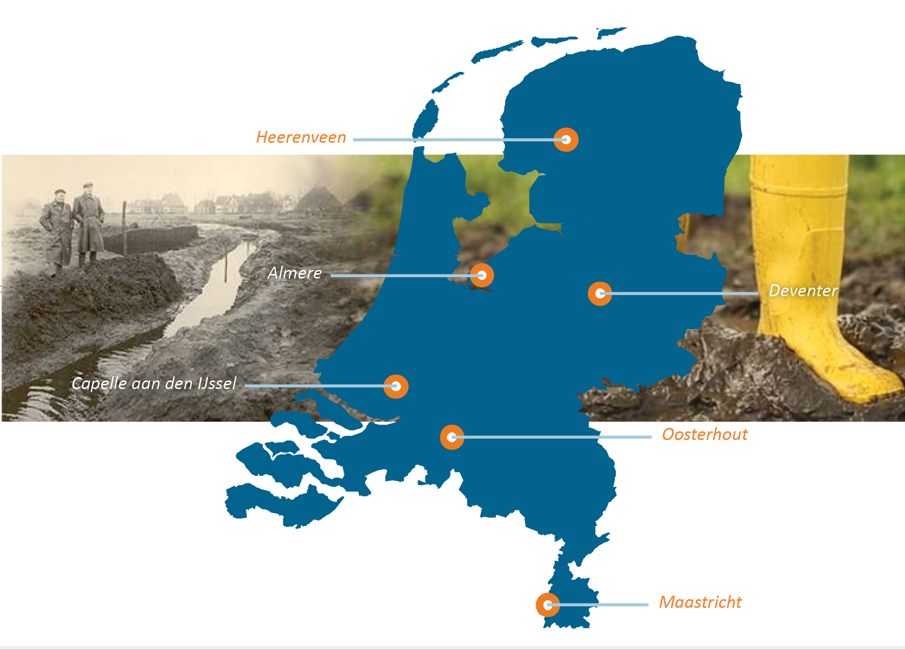 Heerenveen
Almere
Deventer
Capelle aan den IJssel
Oosterhout
Maastricht